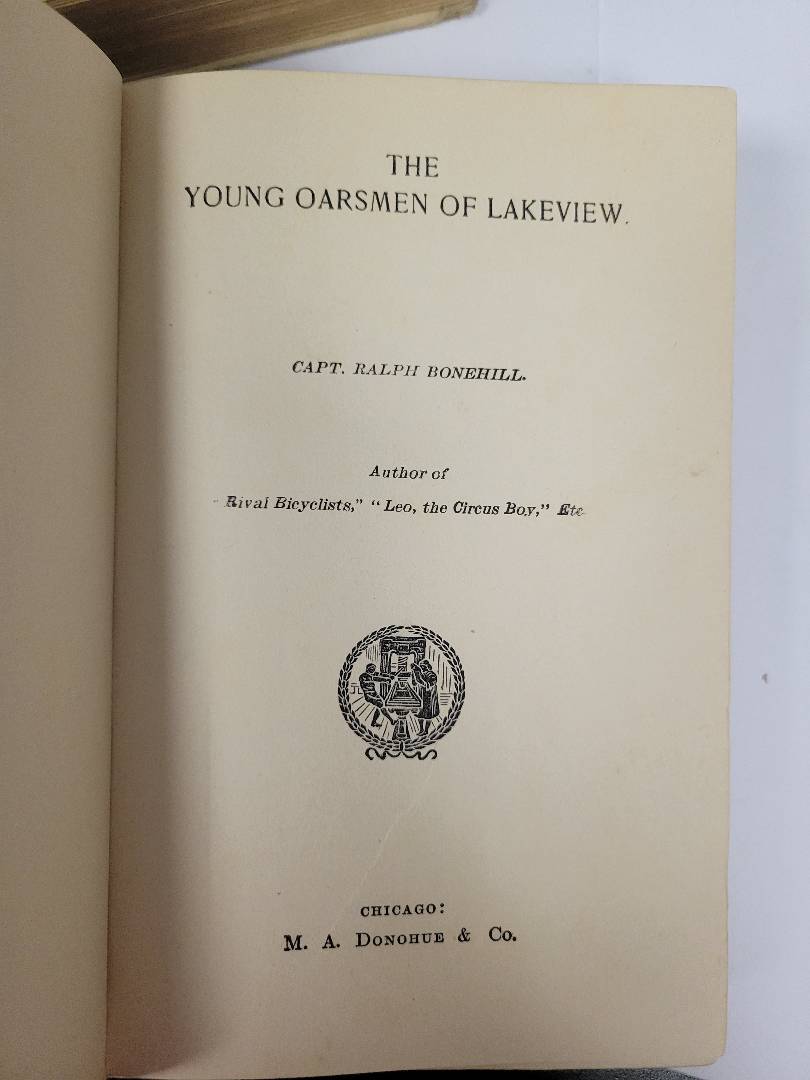 THE
YOUNG OARSMEN OF LAKEVIEW.
CAPT. RALPH BONEHILL.
Author of
"Rival Bicyclists," "Leo, the Circus Boy," Etc
CHICAGO:
M. A. DONOHUE & CO.